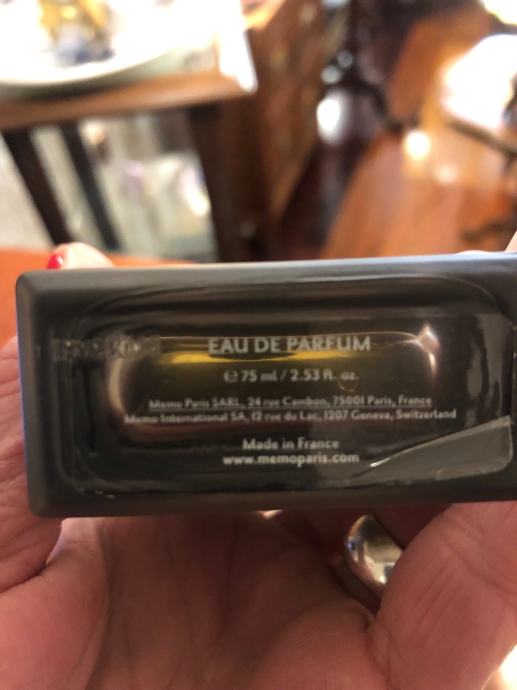 EAU DE PARFUM
℮ 75 ml / 2.53 fl. oz.
Memo Paris SARL, 24 rue Cambon, 75001 Paris, France
Memo International SA, 12 rue du Lac, 1207 Geneva, Switzerland
Made in France
www.memoparis.com